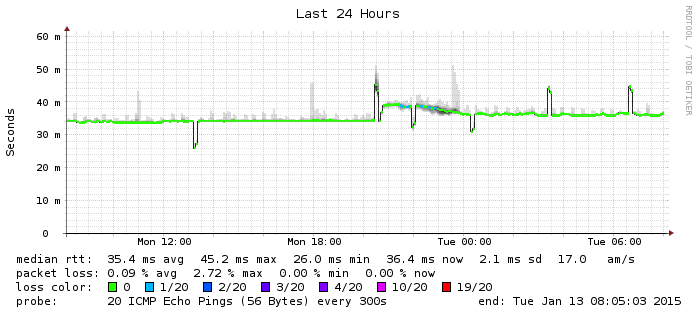 Last 24 Hours
RRDTOOL / TOBI OETIKER
Seconds
60 m
50 m
40 m
30 m
20 m
10 m
0
Mon 12:00 Mon 18:00 Tue 00:00 Tue 06:00
median rtt: 35.4 ms avg 45.2 ms max 26.0 ms min 36.4 ms now 2.1 ms sd 17.0 am/s
packet loss: 0.09 % avg 2.72 % max 0.00 % min 0.00 % now
loss color: 0 1/20 2/20 3/20 4/20 10/20 19/20
probe: 20 ICMP Echo Pings (56 Bytes) every 300s end: Tue Jan 13 08:05:03 2015